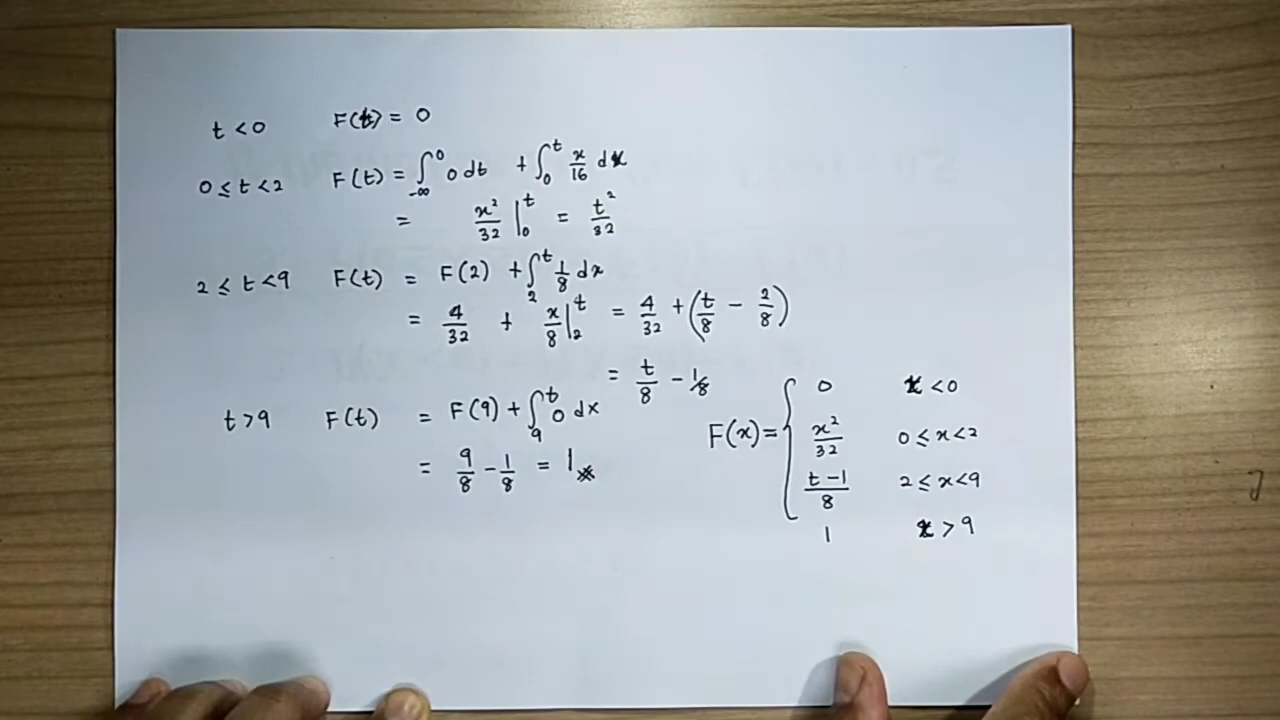 t < 0 F(t) = 0
0 ≤ t < 2 F(t) = ∫_{-∞}^{0} 0 dt + ∫_{0}^{t} x/16 dx
= x²/32 |_{0}^{t} = t²/32
2 ≤ t < 9 F(t) = F(2) + ∫_{2}^{t} 1/8 dx
= 4/32 + x/8 |_{2}^{t} = 4/32 + (t/8 − 2/8)
= t/8 − 1/8
t > 9 F(t) = F(9) + ∫_{9}^{t} 0 dx
= 9/8 − 1/8 = 1
F(x) = { 0 x < 0
x²/32 0 ≤ x < 2
(t − 1)/8 2 ≤ x < 9
1 x > 9